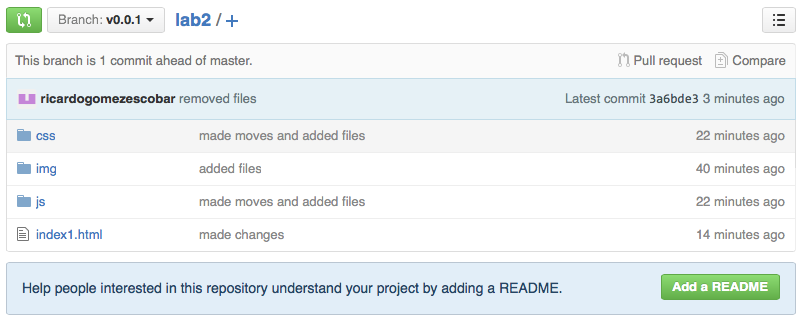 Branch: v0.0.1 lab2 / +
This branch is 1 commit ahead of master. Pull request Compare
ricardogomezescobar removed files Latest commit 3a6bde3 3 minutes ago
css made moves and added files 22 minutes ago
img added files 40 minutes ago
js made moves and added files 22 minutes ago
index1.html made changes 14 minutes ago
Help people interested in this repository understand your project by adding a README. Add a README